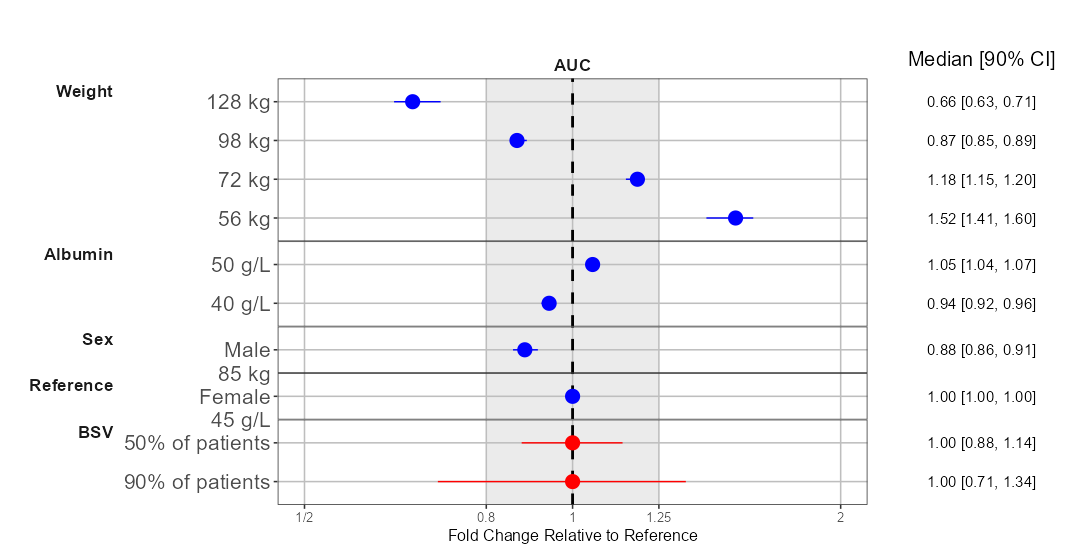 AUC
Median [90% CI]
Weight
128 kg
0.66 [0.63, 0.71]
98 kg
0.87 [0.85, 0.89]
72 kg
1.18 [1.15, 1.20]
56 kg
1.52 [1.41, 1.60]
Albumin
50 g/L
1.05 [1.04, 1.07]
40 g/L
0.94 [0.92, 0.96]
Sex
Male
0.88 [0.86, 0.91]
Reference
85 kg
Female
45 g/L
1.00 [1.00, 1.00]
BSV
50% of patients
1.00 [0.88, 1.14]
90% of patients
1.00 [0.71, 1.34]
1/2
0.8
1
1.25
2
Fold Change Relative to Reference